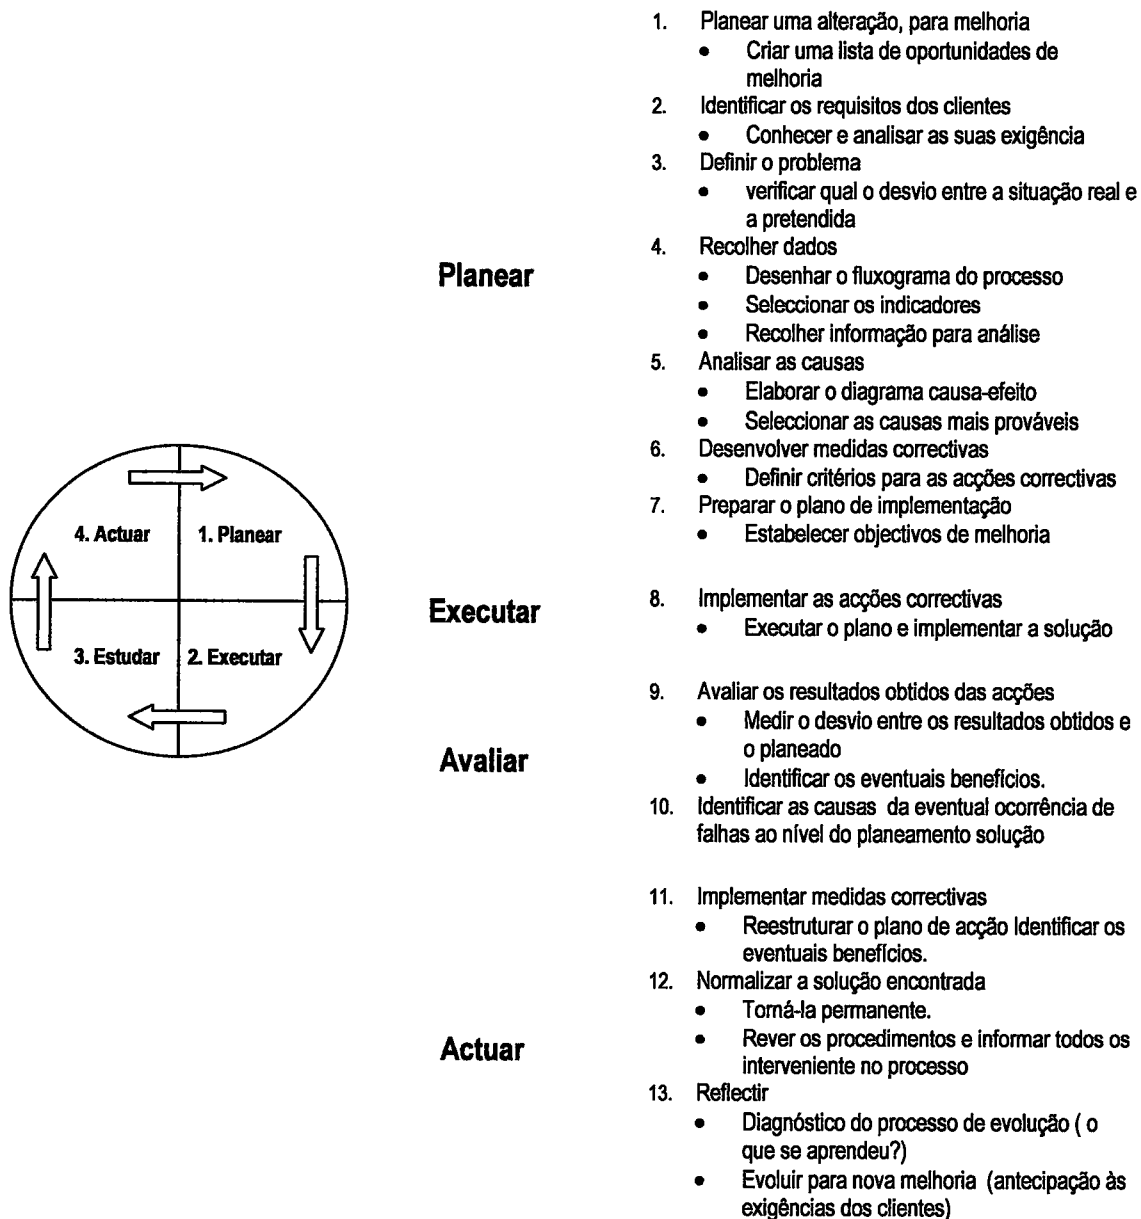 1. Planear uma alteração, para melhoria
• Criar uma lista de oportunidades de
melhoria
2. Identificar os requisitos dos clientes
• Conhecer e analisar as suas exigência
3. Definir o problema
• verificar qual o desvio entre a situação real e
a pretendida
4. Recolher dados
Planear
• Desenhar o fluxograma do processo
• Seleccionar os indicadores
• Recolher informação para análise
5. Analisar as causas
• Elaborar o diagrama causa-efeito
• Seleccionar as causas mais prováveis
6. Desenvolver medidas correctivas
• Definir critérios para as acções correctivas
7. Preparar o plano de implementação
• Estabelecer objectivos de melhoria
4. Actuar
1. Planear
3. Estudar
2. Executar
Executar
8. Implementar as acções correctivas
• Executar o plano e implementar a solução
9. Avaliar os resultados obtidos das acções
• Medir o desvio entre os resultados obtidos e
o planeado
Avaliar
• Identificar os eventuais benefícios.
10. Identificar as causas da eventual ocorrência de
falhas ao nível do planeamento solução
11. Implementar medidas correctivas
• Reestruturar o plano de acção Identificar os
eventuais benefícios.
12. Normalizar a solução encontrada
• Torná-la permanente.
Actuar
• Rever os procedimentos e informar todos os
interveniente no processo
13. Reflectir
• Diagnóstico do processo de evolução ( o
que se aprendeu?)
• Evoluir para nova melhoria (antecipação às
exigências dos clientes)